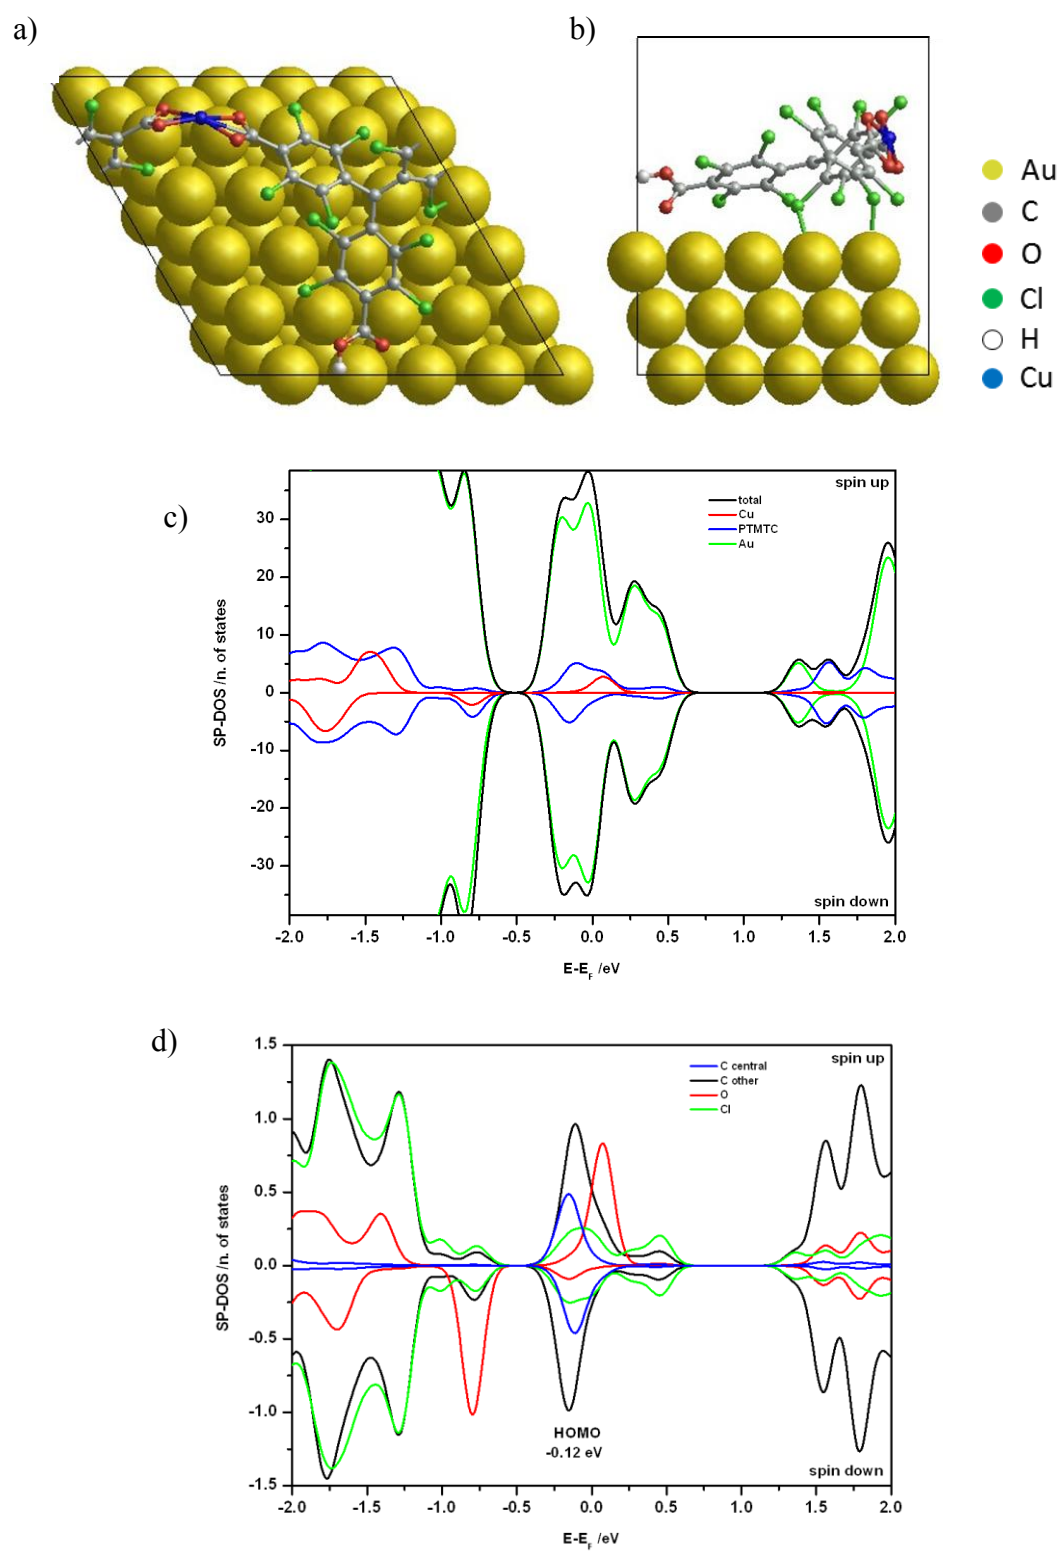 a)
b)
Au
C
O
Cl
H
Cu
c)
spin up
total
Cu
PTMTC
Au
SP-DOS /n. of states
30
20
10
0
-10
-20
-30
spin down
-2.0 -1.5 -1.0 -0.5 0.0 0.5 1.0 1.5 2.0
E-E_F /eV
d)
spin up
C central
C other
O
Cl
SP-DOS /n. of states
1.5
1.0
0.5
0.0
-0.5
-1.0
-1.5
HOMO
-0.12 eV
spin down
-2.0 -1.5 -1.0 -0.5 0.0 0.5 1.0 1.5 2.0
E-E_F /eV